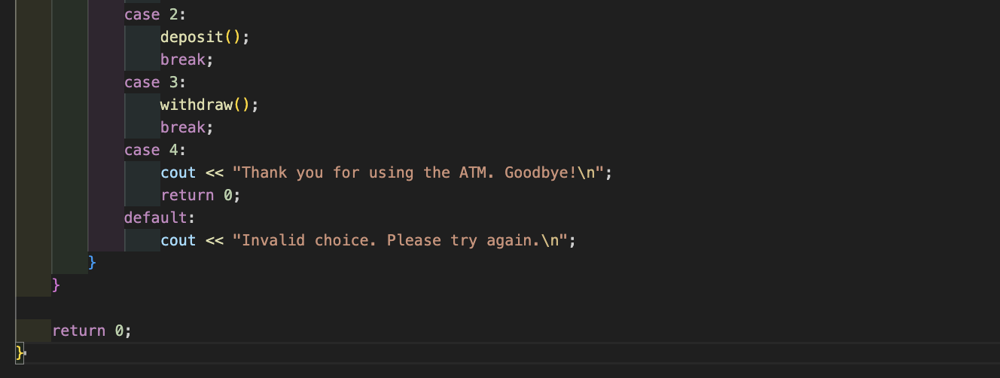 case 2:
deposit();
break;
case 3:
withdraw();
break;
case 4:
cout << "Thank you for using the ATM. Goodbye!\n";
return 0;
default:
cout << "Invalid choice. Please try again.\n";
}
}
return 0;
}